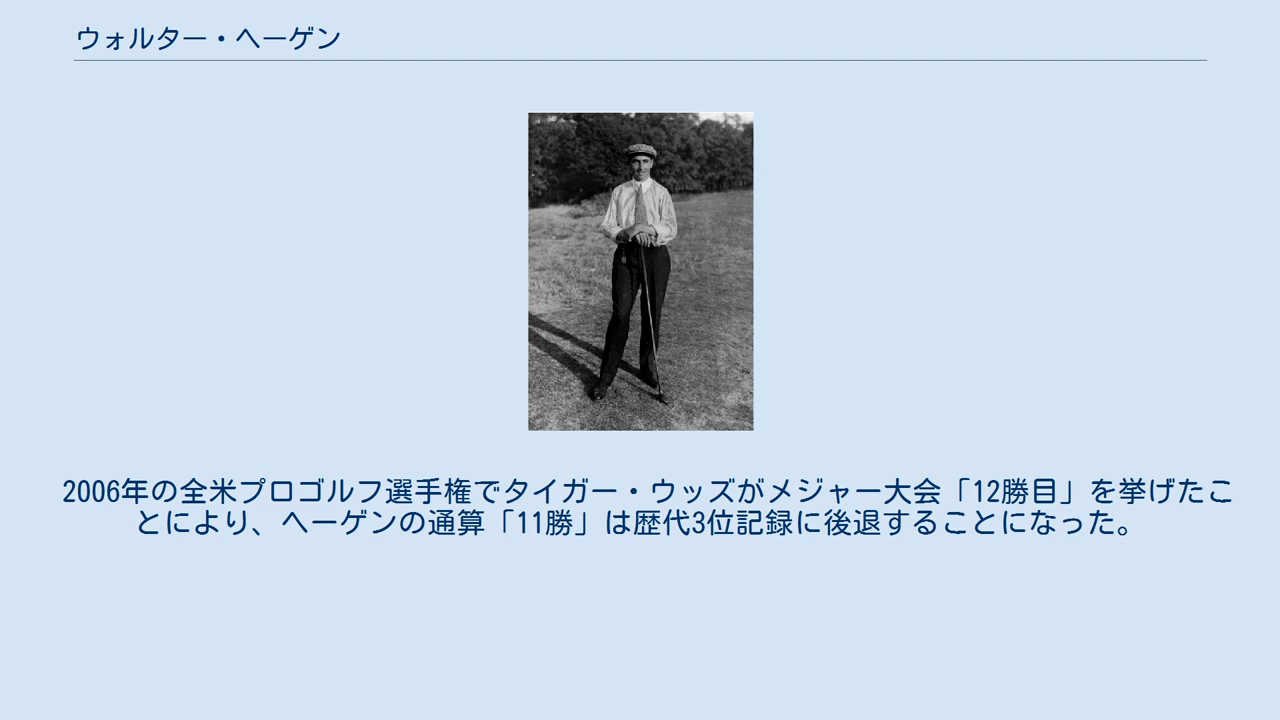 ウォルター・ヘーゲン
2006年の全米プロゴルフ選手権でタイガー・ウッズがメジャー大会「12勝目」を挙げたこ
とにより、ヘーゲンの通算「11勝」は歴代3位記録に後退することになった。